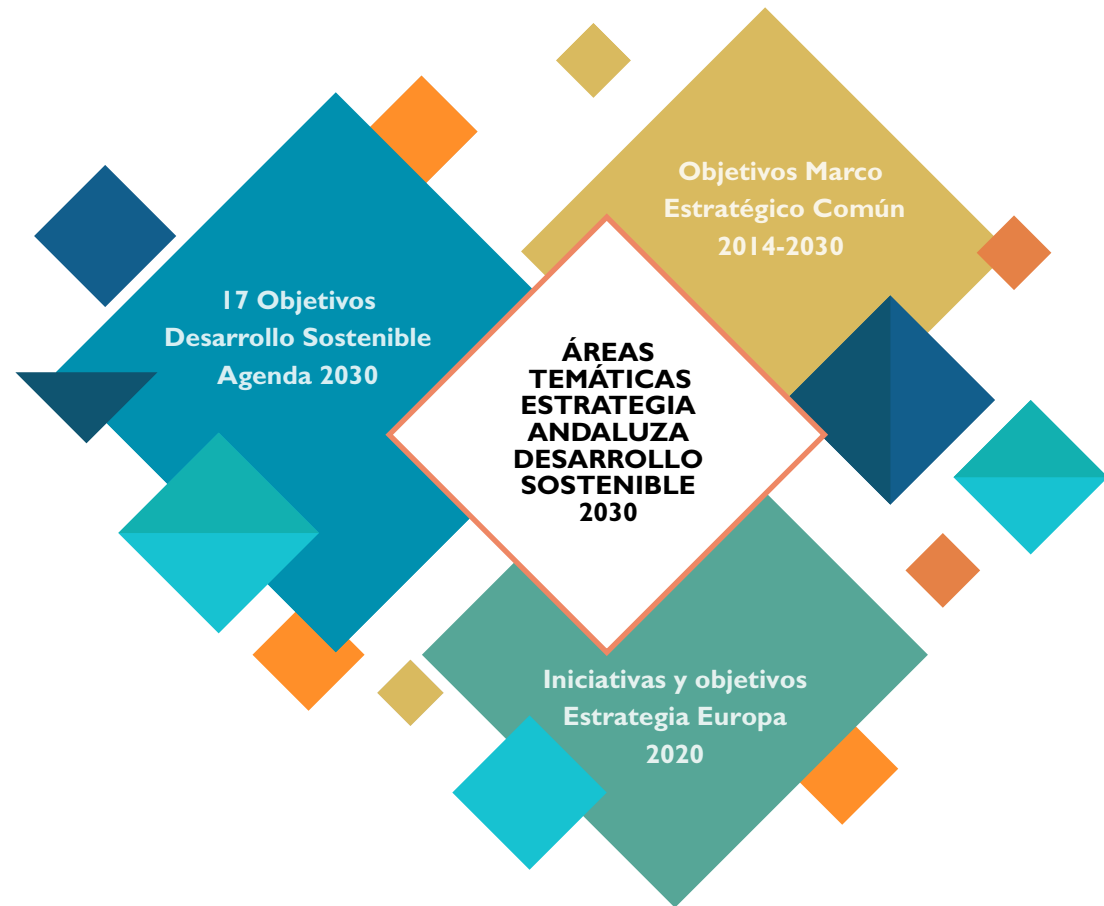 Objetivos Marco
Estratégico Común
2014-2030
17 Objetivos
Desarrollo Sostenible
Agenda 2030
ÁREAS
TEMÁTICAS
ESTRATEGIA
ANDALUZA
DESARROLLO
SOSTENIBLE
2030
Iniciativas y objetivos
Estrategia Europa
2020